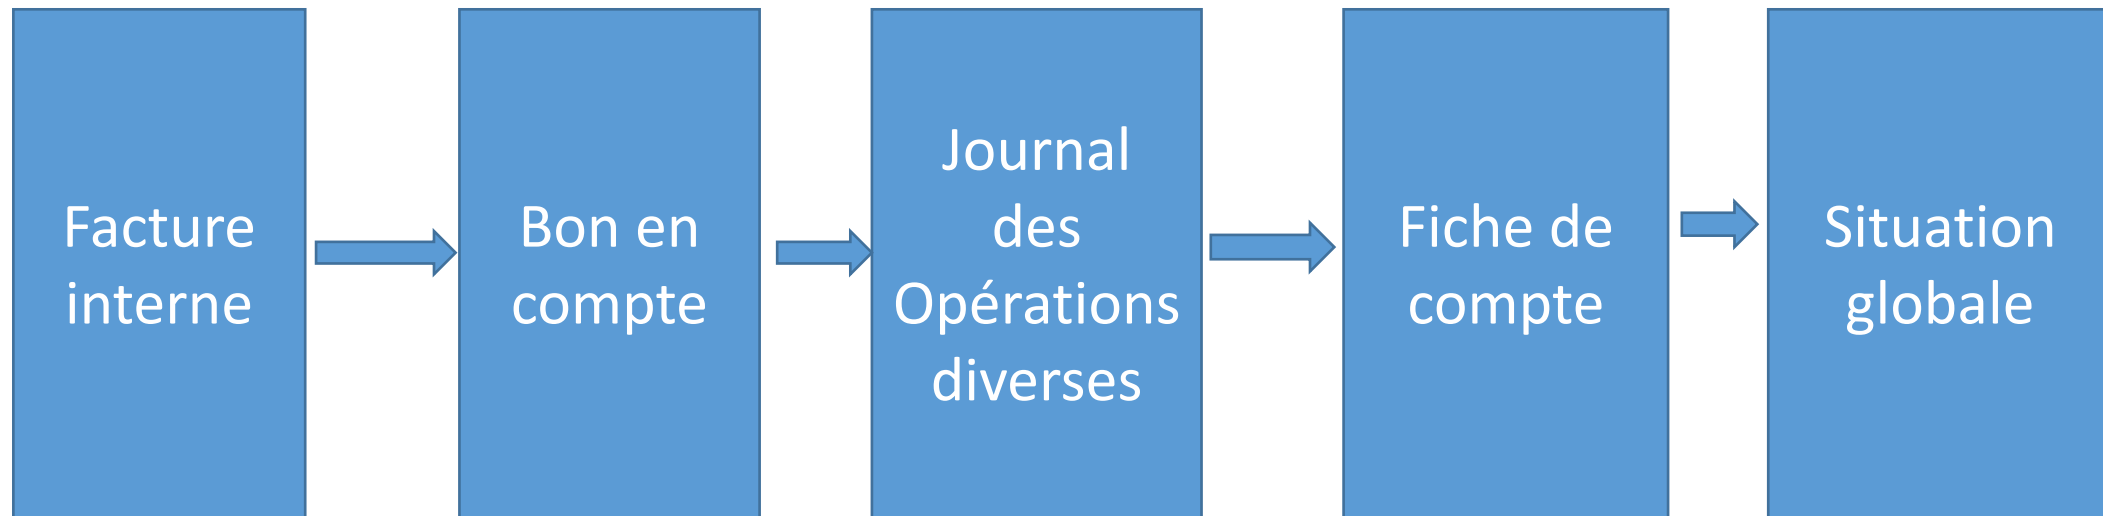 Facture
interne
Bon en
compte
Journal
des
Opérations
diverses
Fiche de
compte
Situation
globale